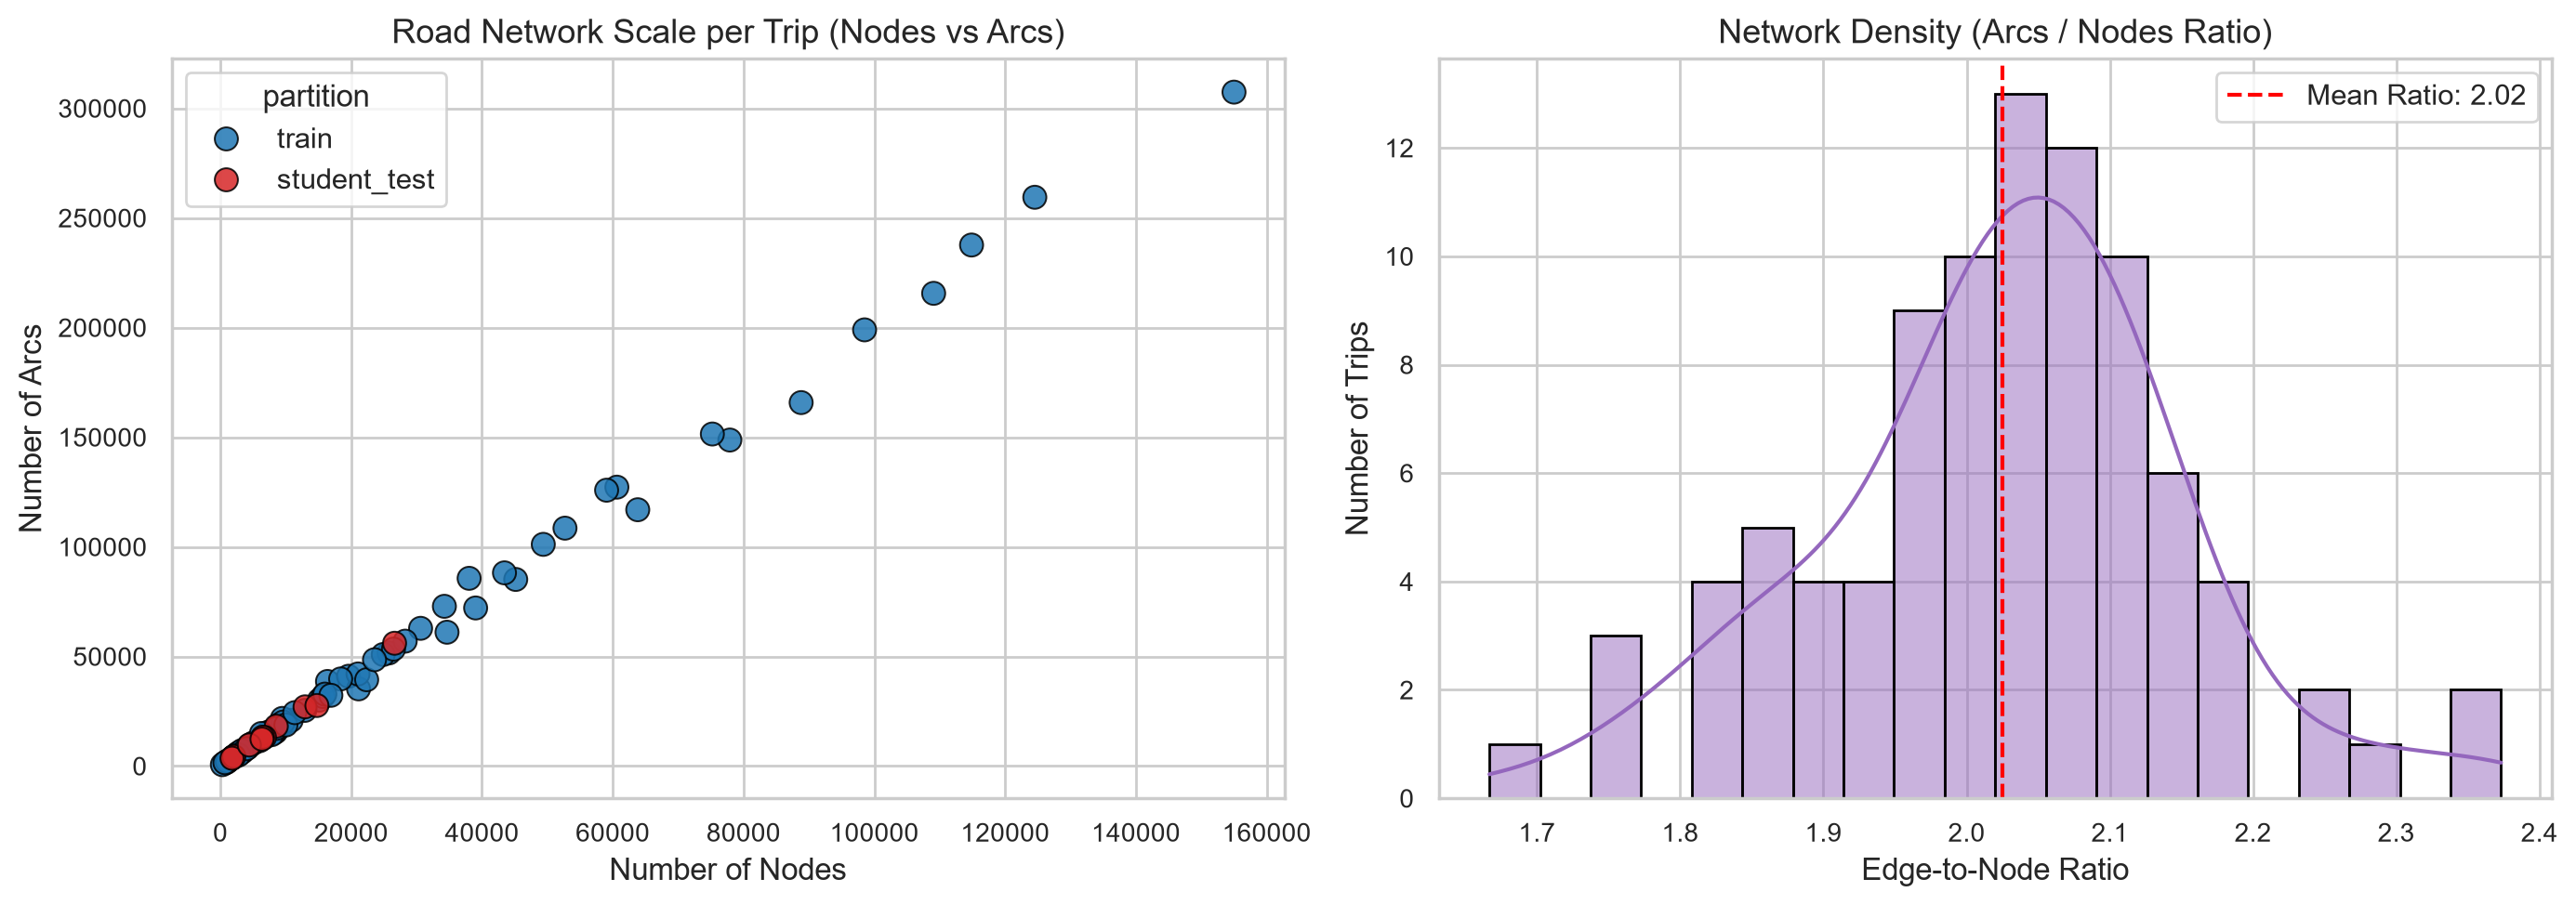 Road Network Scale per Trip (Nodes vs Arcs)
partition
train
student_test
300000
250000
200000
150000
100000
50000
0
Number of Arcs
0 20000 40000 60000 80000 100000 120000 140000 160000
Number of Nodes
Network Density (Arcs / Nodes Ratio)
Mean Ratio: 2.02
12
10
8
6
4
2
0
Number of Trips
1.7 1.8 1.9 2.0 2.1 2.2 2.3 2.4
Edge-to-Node Ratio